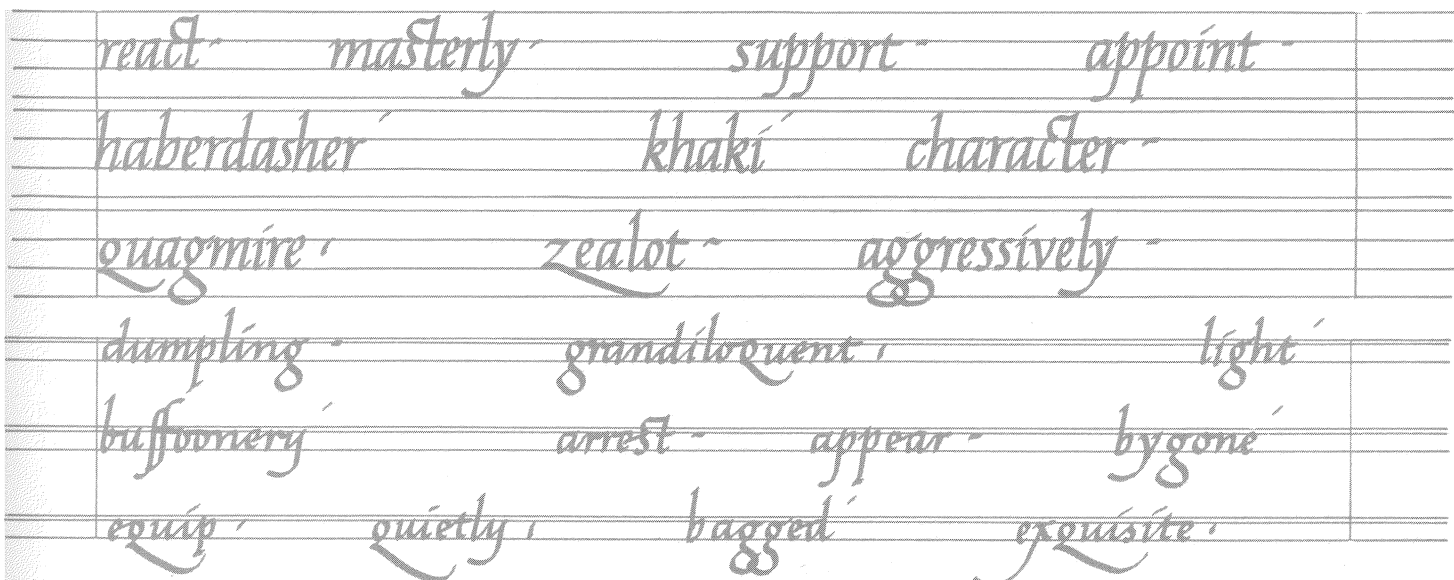 react - masterly - support - appoint -
haberdasher - khaki - character -
quagmire - zealot - aggressively -
dumpling - grandiloquent - light -
buffoonery - arrest - appear - bygone -
equip - quietly - bagged - exquisite -